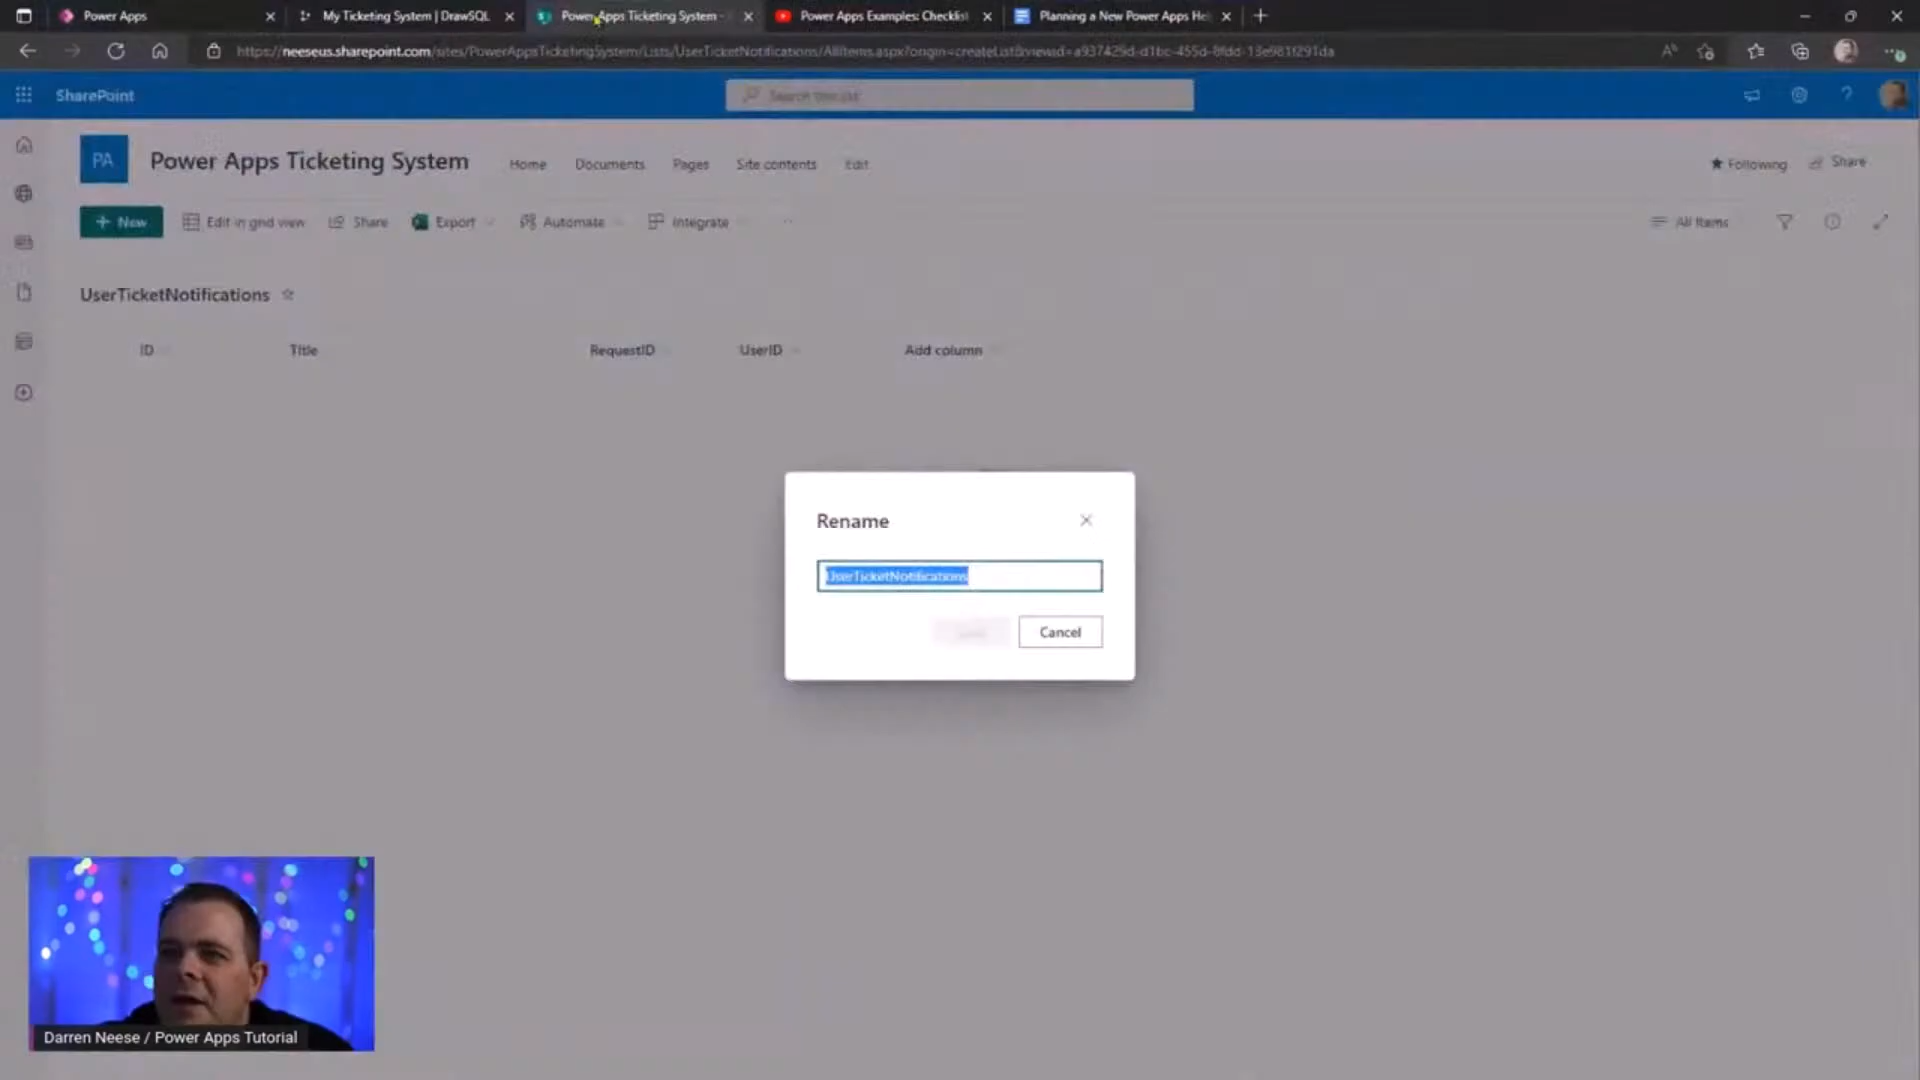 Power Apps
My Ticketing System | DrawSQL
Power Apps Ticketing System -
Power Apps Examples: Checklist
Planning a New Power Apps He
https://neeseus.sharepoint.com/sites/PowerAppsTicketingSystem/Lists/UserTicketNotifications/AllItems.aspx?origin=createList&viewid=a937429d-d1bc-455d-8fdd-13e981f291da
SharePoint
Search this list
PA
Power Apps Ticketing System
Home
Documents
Pages
Site contents
Edit
Following
Share
New
Edit in grid view
Share
Export
Automate
Integrate
All Items
UserTicketNotifications
ID
Title
RequestID
UserID
Add column
Rename
UserTicketNotifications
Cancel
Darren Neese / Power Apps Tutorial